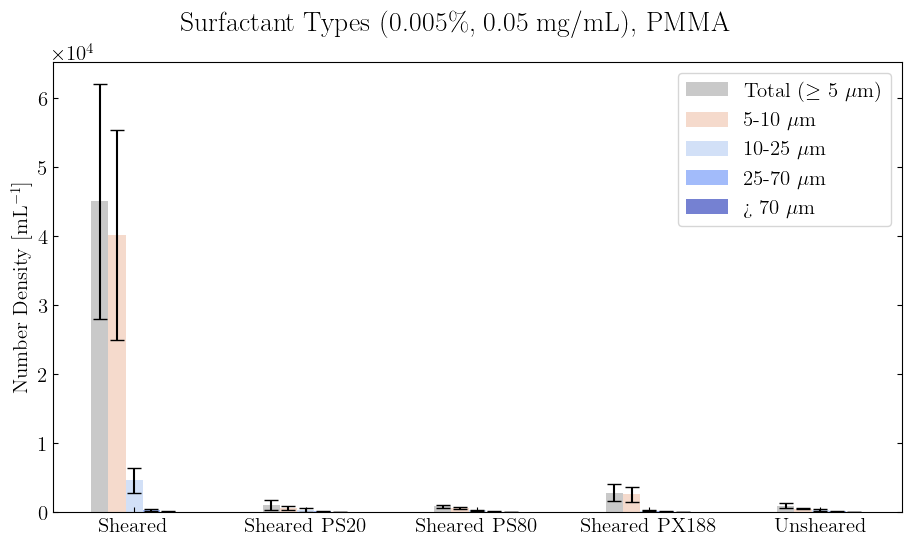 Surfactant Types (0.005%, 0.05 mg/mL), PMMA
×10⁴
6
5
4
3
2
1
0
Number Density [mL⁻¹]
Total (≥ 5 μm)
5-10 μm
10-25 μm
25-70 μm
¿ 70 μm
Sheared
Sheared PS20
Sheared PS80
Sheared PX188
Unsheared